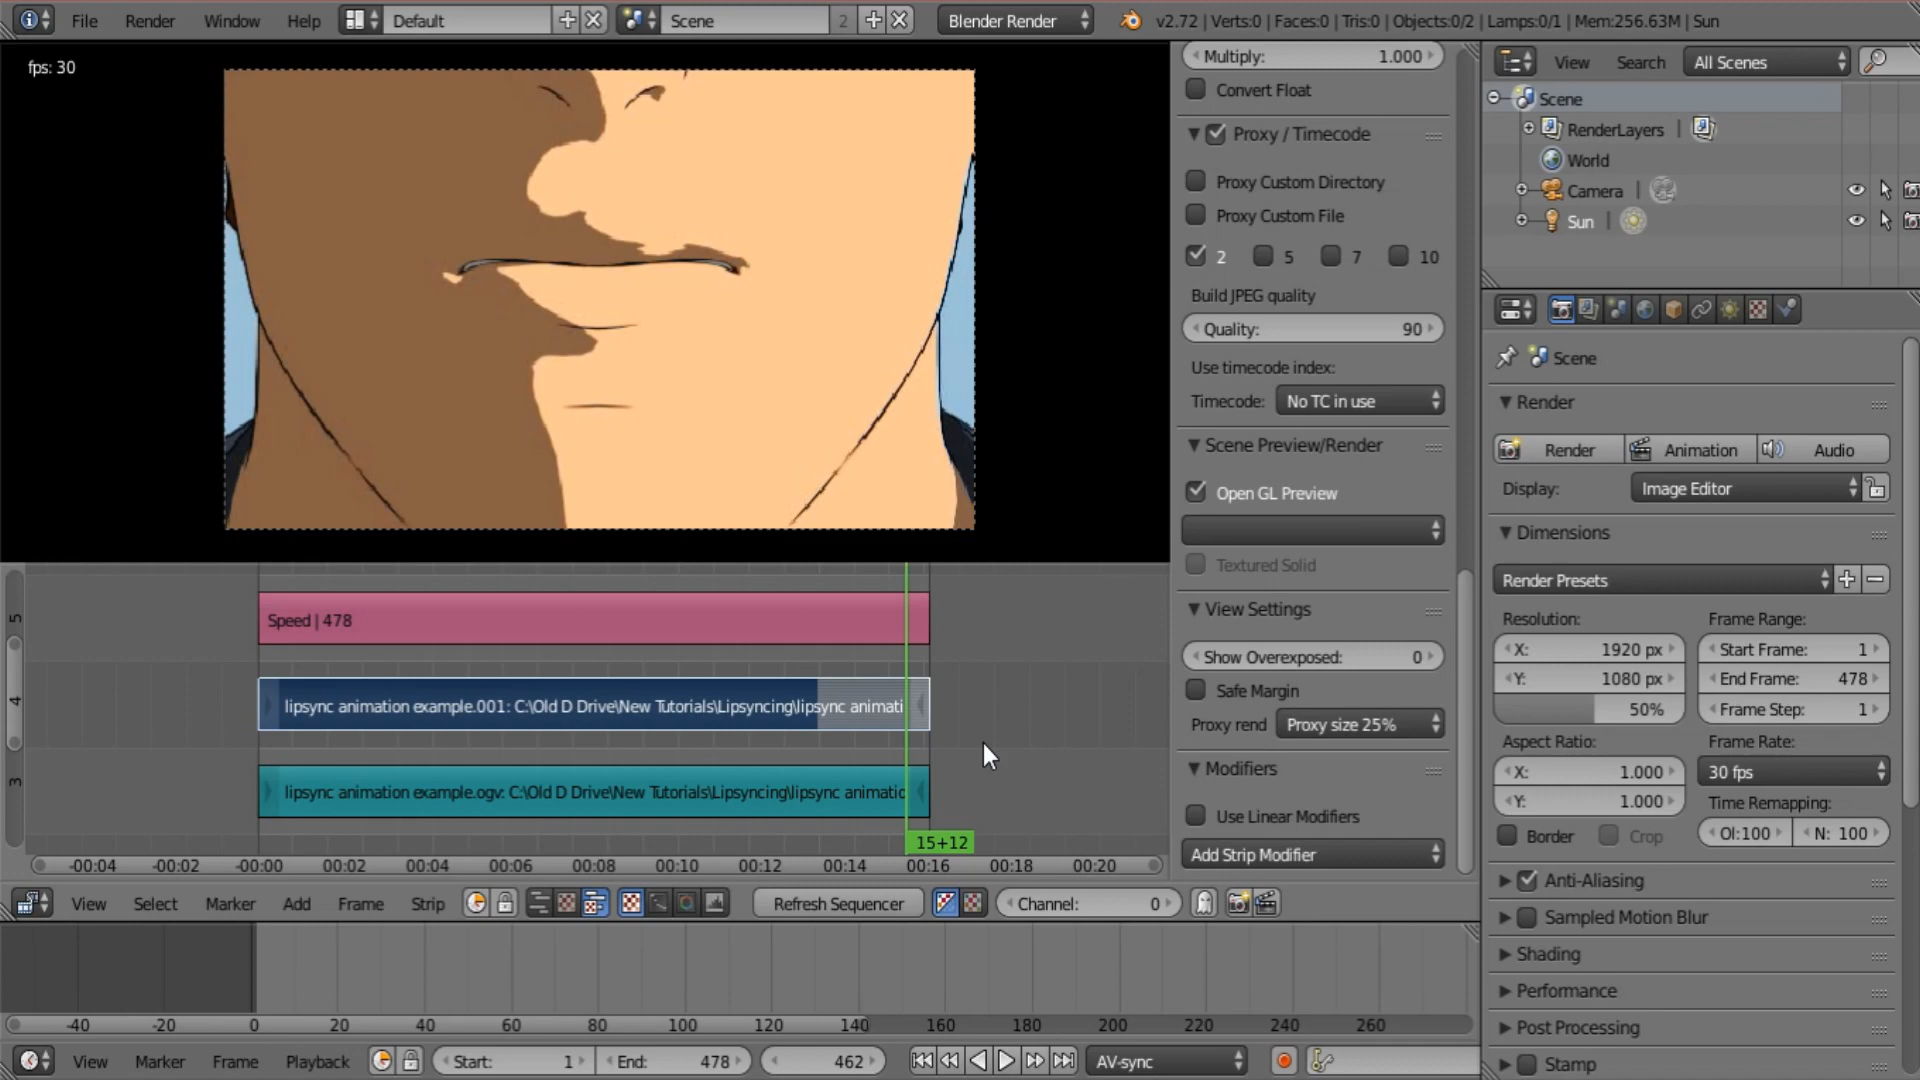 File Render Window Help Default Scene 2 Blender Render v2.72 | Verts:0 | Faces:0 | Tris:0 | Objects:0/2 | Lamps:0/1 | Mem:256.63M | Sun
fps: 30
Multiply: 1.000
Convert Float
Proxy / Timecode
Proxy Custom Directory
Proxy Custom File
2 5 7 10
Build JPEG quality
Quality: 90
Use timecode index:
Timecode: No TC in use
Scene Preview/Render
Open GL Preview
Textured Solid
View Settings
Show Overexposed: 0
Safe Margin
Proxy rend Proxy size 25%
Modifiers
Use Linear Modifiers
Add Strip Modifier
View Search All Scenes
Scene
RenderLayers |
World
Camera |
Sun |
Scene
Render
Render Animation Audio
Display: Image Editor
Dimensions
Render Presets
Resolution: Frame Range:
X: 1920 px Start Frame: 1
Y: 1080 px End Frame: 478
50% Frame Step: 1
Aspect Ratio: Frame Rate:
X: 1.000 30 fps
Y: 1.000 Time Remapping:
Border Crop Ol:100 N: 100
Anti-Aliasing
Sampled Motion Blur
Shading
Performance
Post Processing
Stamp
5
Speed | 478
4
lipsync animation example.001: C:\Old D Drive\New Tutorials\Lipsyncing\lipsync animati
3
lipsync animation example.ogv: C:\Old D Drive\New Tutorials\Lipsyncing\lipsync animatio
15+12
-00:04 -00:02 -00:00 00:02 00:04 00:06 00:08 00:10 00:12 00:14 00:16 00:18 00:20
View Select Marker Add Frame Strip Refresh Sequencer Channel: 0
-40 -20 0 20 40 60 80 100 120 140 160 180 200 220 240 260
View Marker Frame Playback Start: 1 End: 478 462 AV-sync